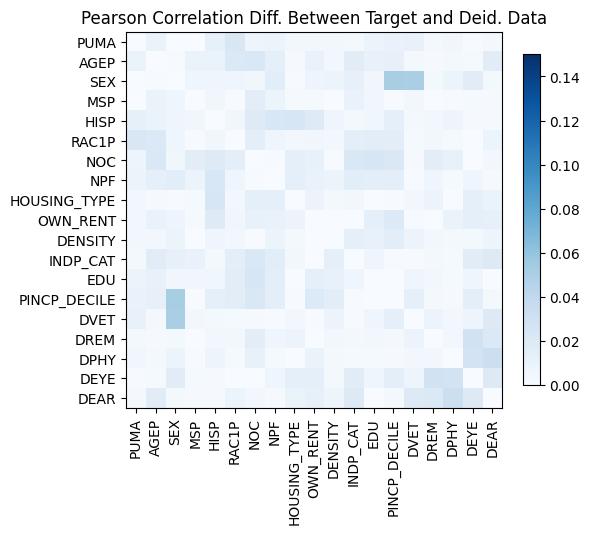 Pearson Correlation Diff. Between Target and Deid. Data
PUMA
AGEP
SEX
MSP
HISP
RAC1P
NOC
NPF
HOUSING_TYPE
OWN_RENT
DENSITY
INDP_CAT
EDU
PINCP_DECILE
DVET
DREM
DPHY
DEYE
DEAR
PUMA
AGEP
SEX
MSP
HISP
RAC1P
NOC
NPF
HOUSING_TYPE
OWN_RENT
DENSITY
INDP_CAT
EDU
PINCP_DECILE
DVET
DREM
DPHY
DEYE
DEAR
0.14
0.12
0.10
0.08
0.06
0.04
0.02
0.00